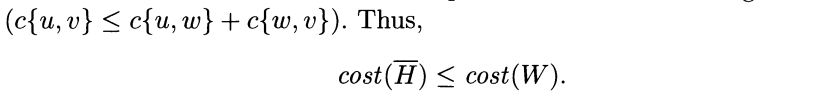 (c{u, v} ≤ c{u, w} + c{w, v}). Thus,
cost(H̅) ≤ cost(W).